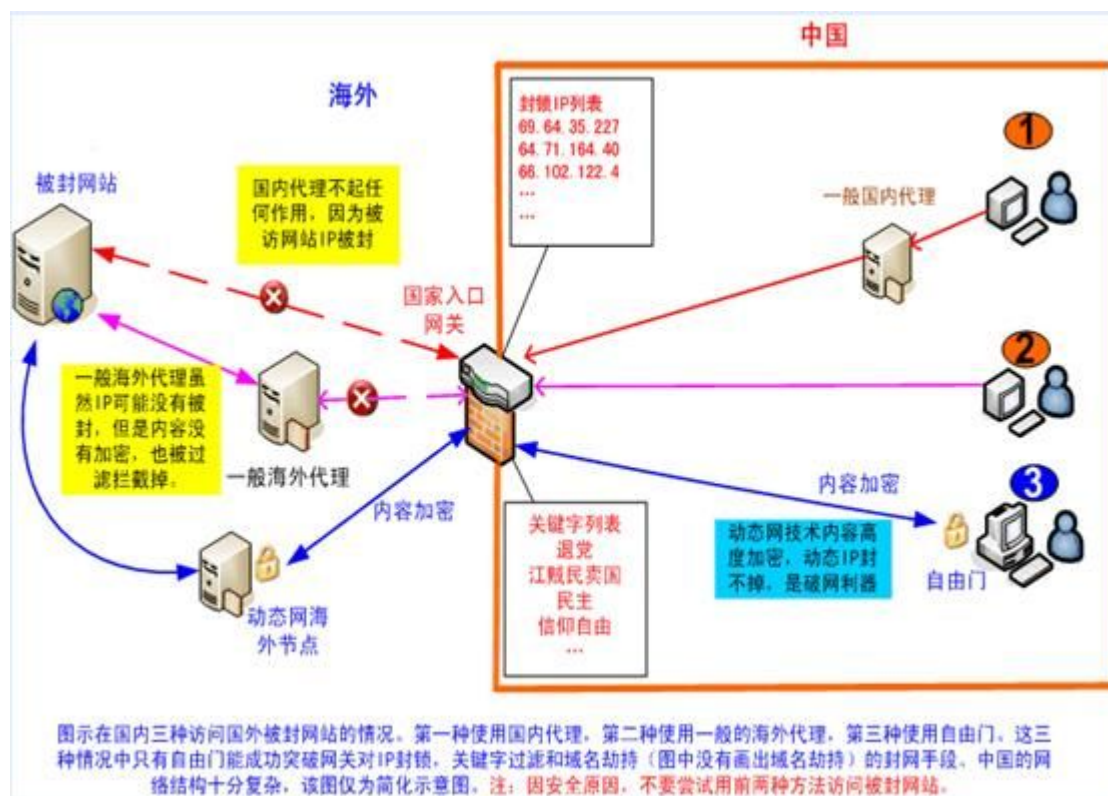 中国
海外
封锁IP列表
69.64.35.227
64.71.164.40
66.102.122.4
...
...
1
被封网站
国内代理不起任
何作用，因为被
访网站IP被封
一般国内代理
国家入口
网关
2
一般海外代理虽
然IP可能没有被
封，但是内容没
有加密，也被过
滤拦截掉。
一般海外代理
3
内容加密
内容加密
关键字列表
退党
江贼民卖国
民主
信仰自由
...
动态网技术内容高
度加密，动态IP封
不掉，是破网利器
自由门
动态网海
外节点
图示在国内三种访问国外被封网站的情况。第一种使用国内代理，第二种使用一般的海外代理，第三种使用自由门。这三
种情况中只有自由门能成功突破网关对IP封锁，关键字过滤和域名劫持（图中没有画出域名劫持）的封网手段。中国的网
络结构十分复杂，该图仅为简化示意图。注：因安全原因，不要尝试用前两种方法访问被封网站。